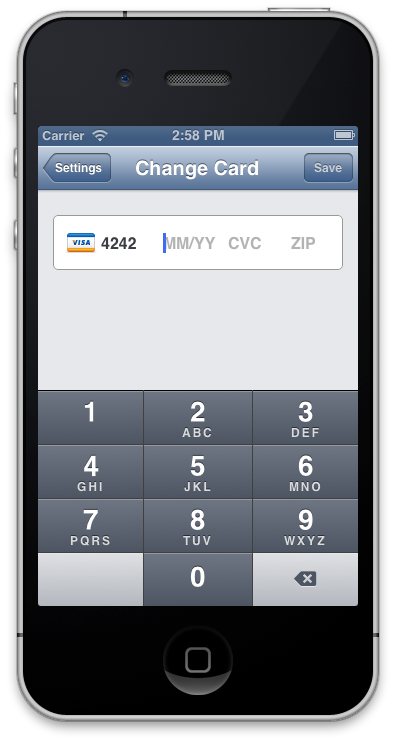 Carrier 2:58 PM
Settings Change Card Save
VISA 4242 MM/YY CVC ZIP
1 2 3
ABC DEF
4 5 6
GHI JKL MNO
7 8 9
PQRS TUV WXYZ
0